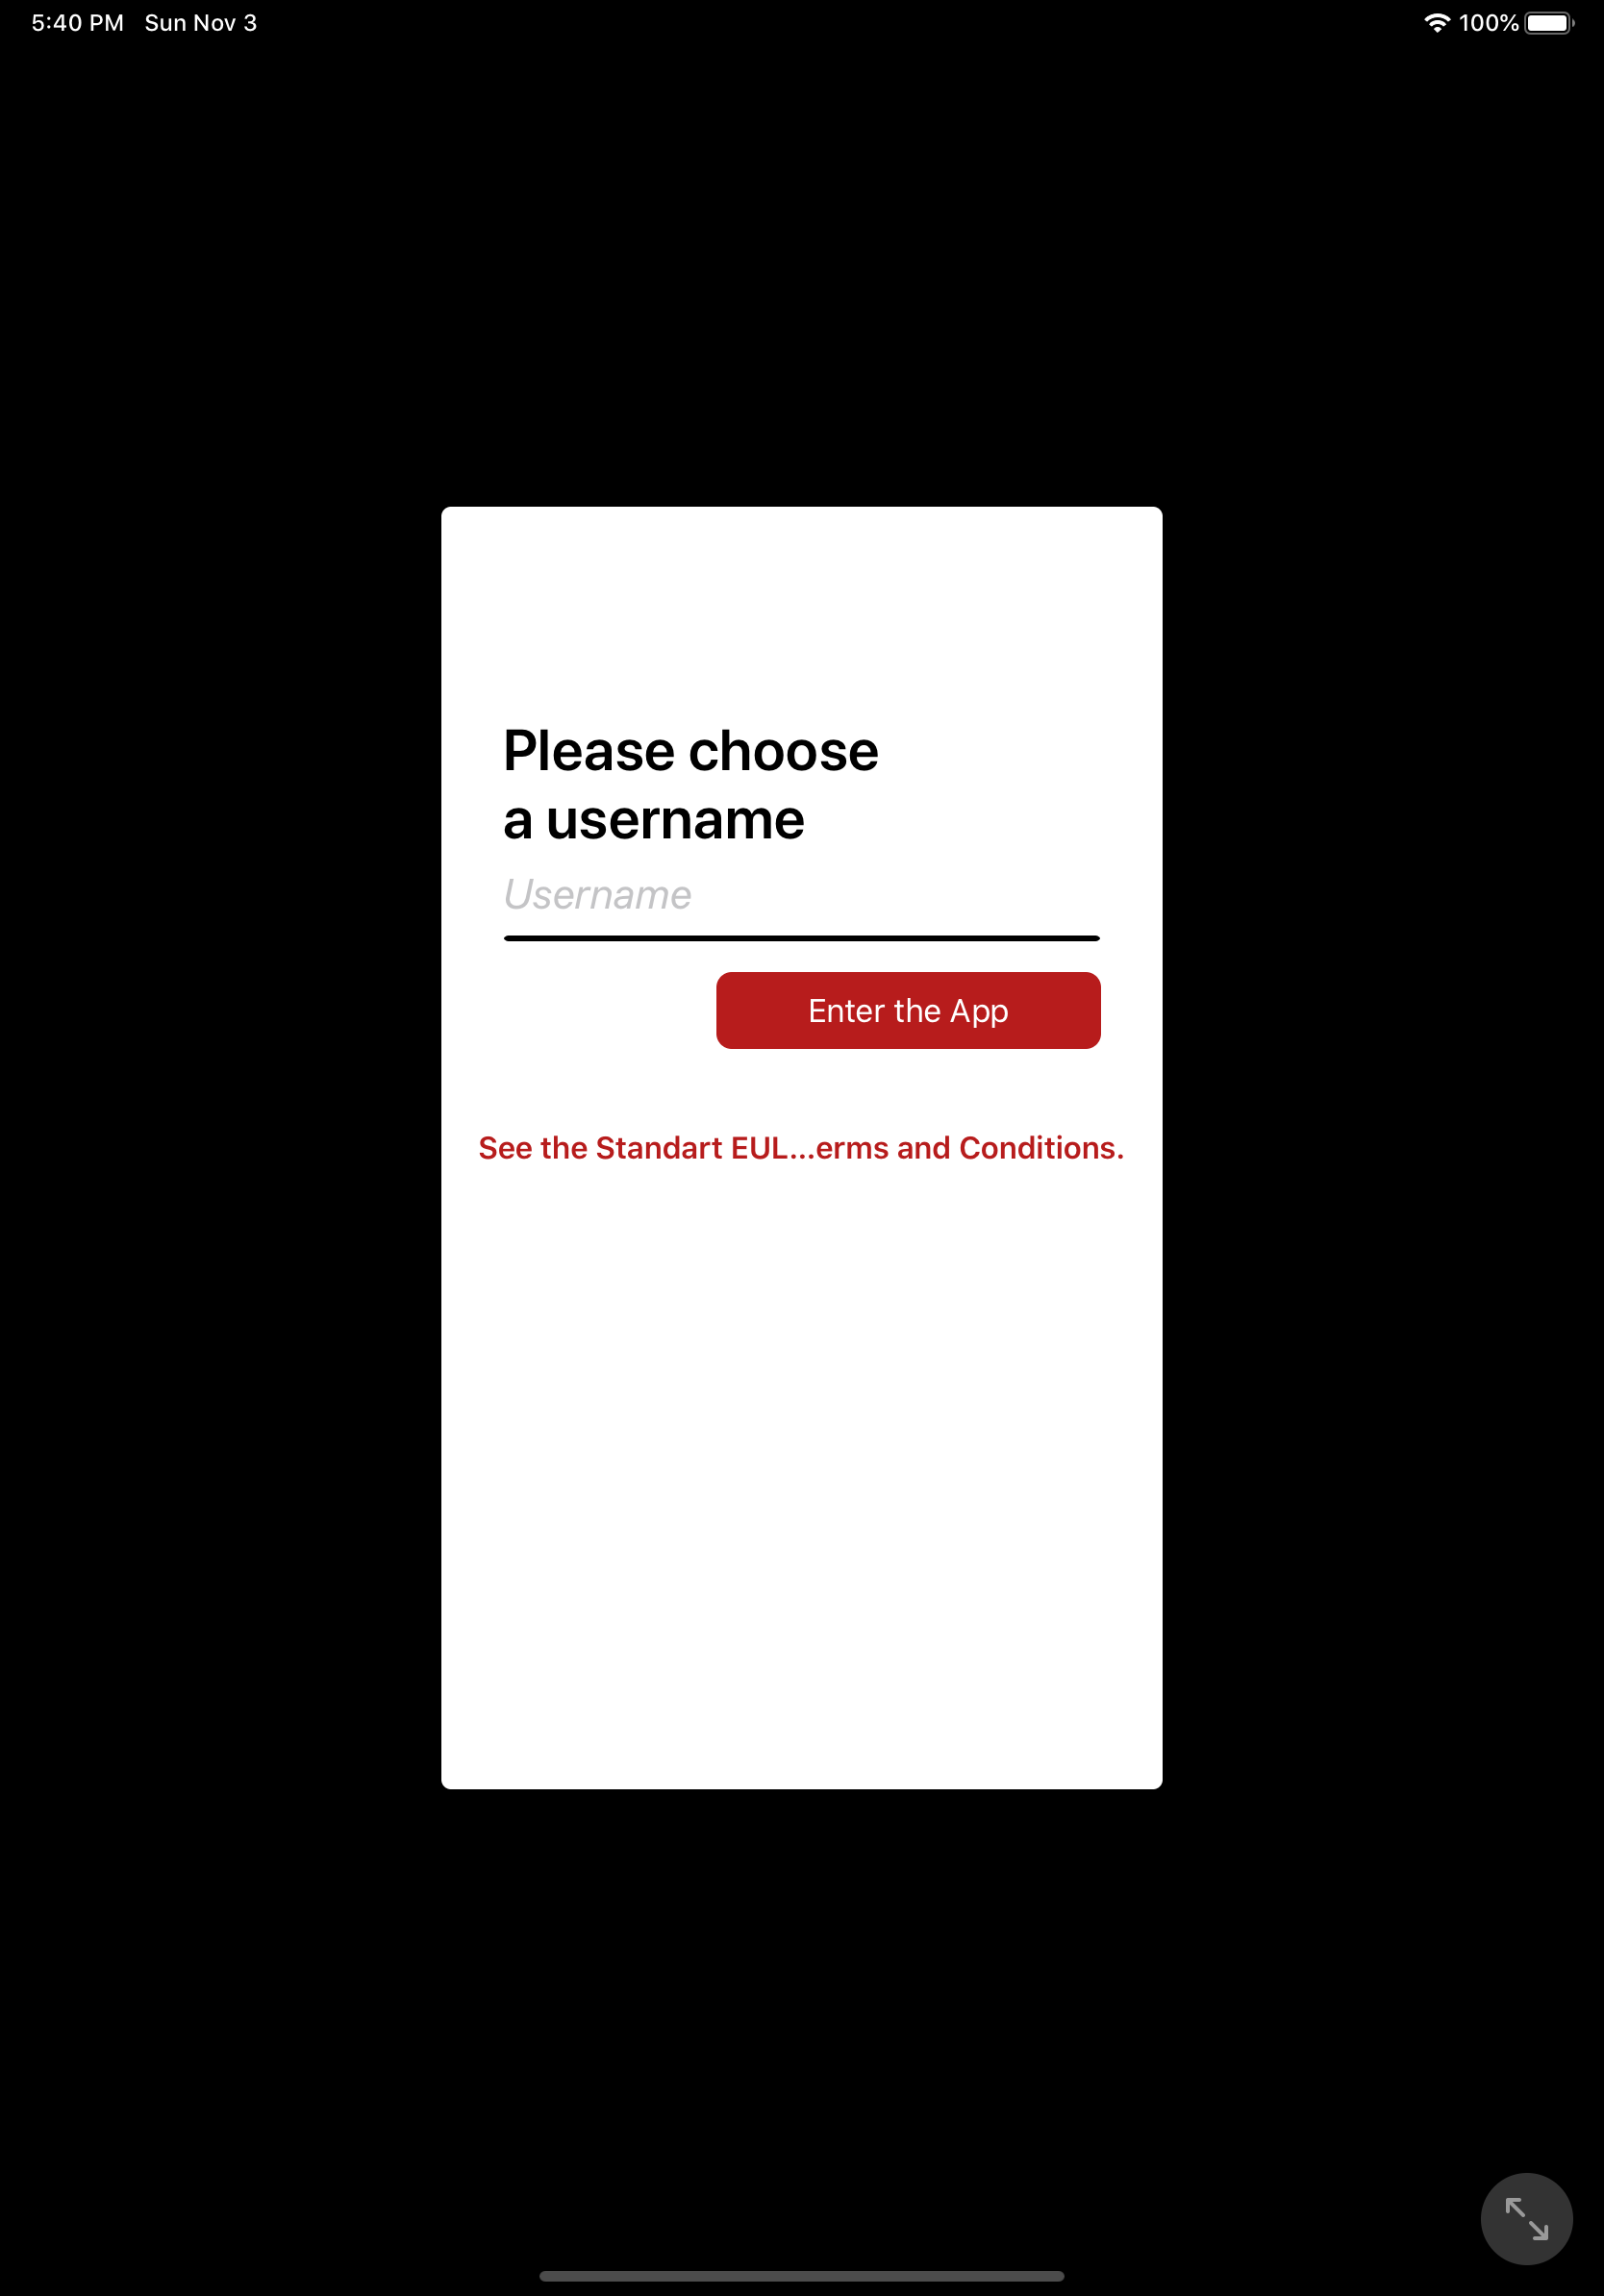 5:40 PM Sun Nov 3
100%
Please choose
a username
Username
Enter the App
See the Standart EUL...erms and Conditions.